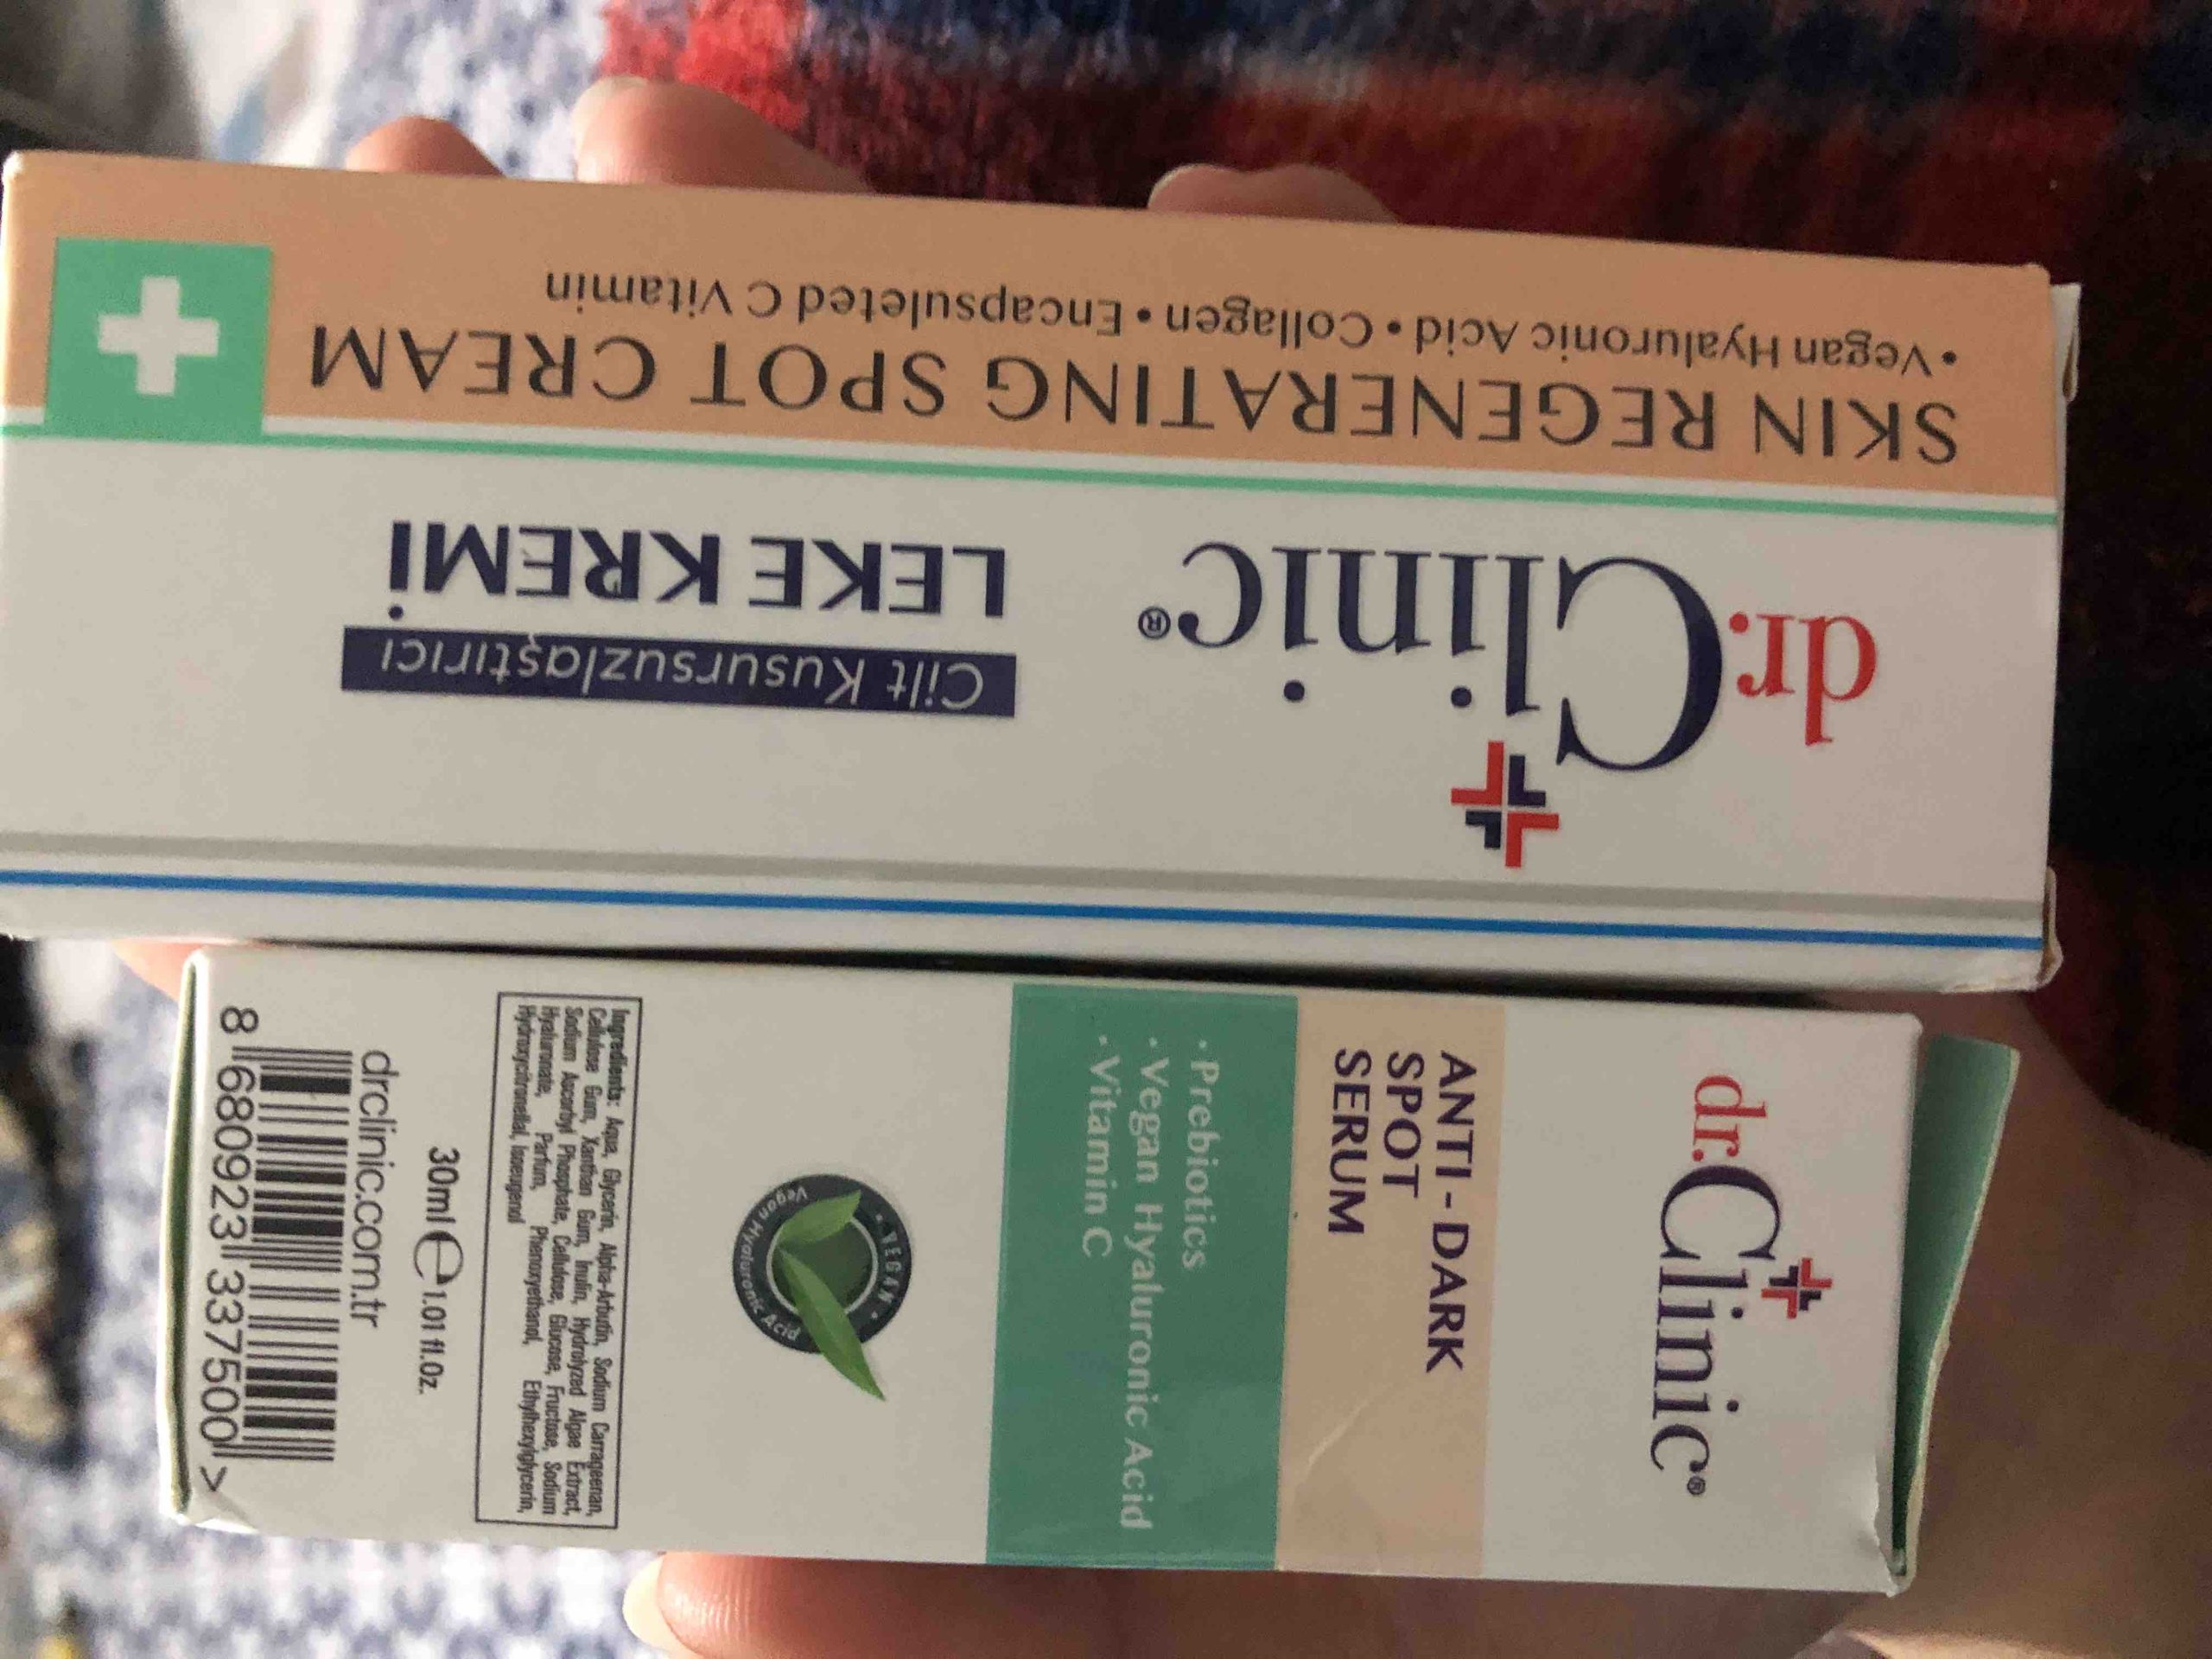 dr.Clinic®
Cilt Kusursuzlaştırıcı
LEKE KREMİ
SKIN REGENERATING SPOT CREAM
• Vegan Hyaluronic Acid • Collagen • Encapsuleted C Vitamin
dr.Clinic®
ANTI - DARK
SPOT
SERUM
· Prebiotics
· Vegan Hyaluronic Acid
· Vitamin C
• VEGAN •
Vegan Hyaluronic Acid
Ingredients: Aqua, Glycerin, Alpha-Arbutin, Sodium Carrageenan,
Cellulose Gum, Xanthan Gum, Inulin, Hydrolyzed Algae Extract,
Sodium Ascorbyl Phosphate, Cellulose, Glucose, Fructose, Sodium
Hyaluronate, Parfum, Phenoxyethanol, Ethylhexylglycerin,
Hydroxycitronellal, Isoeugenol
30ml e 1.01 fl.Oz.
drclinic.com.tr
8 680923 337500 >